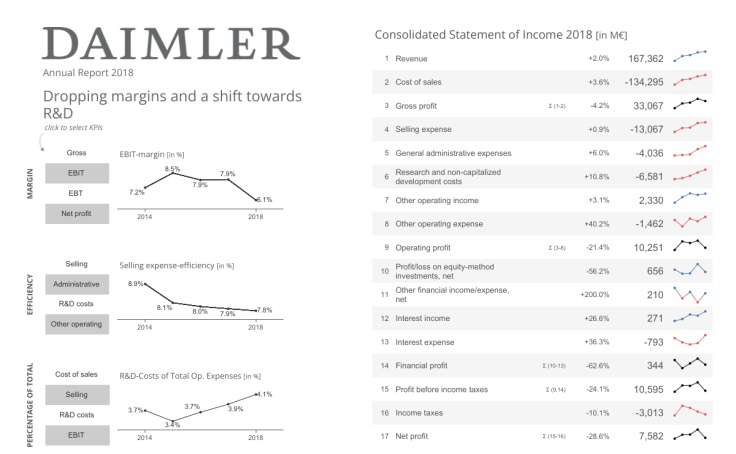 DAIMLER
Annual Report 2018
Dropping margins and a shift towards
R&D
click to select KPIs
MARGIN
Gross
EBIT
EBT
Net profit
EBIT-margin [in %]
7.2%
8.5%
7.9%
7.9%
6.1%
2014
2018
EFFICIENCY
Selling
Administrative
R&D costs
Other operating
Selling expense-efficiency [in %]
8.9%
8.1%
8.0%
7.9%
7.8%
2014
2018
PERCENTAGE OF TOTAL
Cost of sales
Selling
R&D costs
EBIT
R&D-Costs of Total Op. Expenses [in %]
3.7%
3.4%
3.7%
3.9%
4.1%
2014
2018
Consolidated Statement of Income 2018 [in M€]
1 Revenue +2.0% 167,362
2 Cost of sales +3.6% -134,295
3 Gross profit Σ (1-2) -4.2% 33,067
4 Selling expense +0.9% -13,067
5 General administrative expenses +6.0% -4,036
6 Research and non-capitalized
development costs +10.8% -6,581
7 Other operating income +3.1% 2,330
8 Other operating expense +40.2% -1,462
9 Operating profit Σ (3-8) -21.4% 10,251
10 Profit/loss on equity-method
investments, net -56.2% 656
11 Other financial income/expense,
net +200.0% 210
12 Interest income +26.6% 271
13 Interest expense +36.3% -793
14 Financial profit Σ (10-13) -62.6% 344
15 Profit before income taxes Σ (9,14) -24.1% 10,595
16 Income taxes -10.1% -3,013
17 Net profit Σ (15-16) -28.6% 7,582